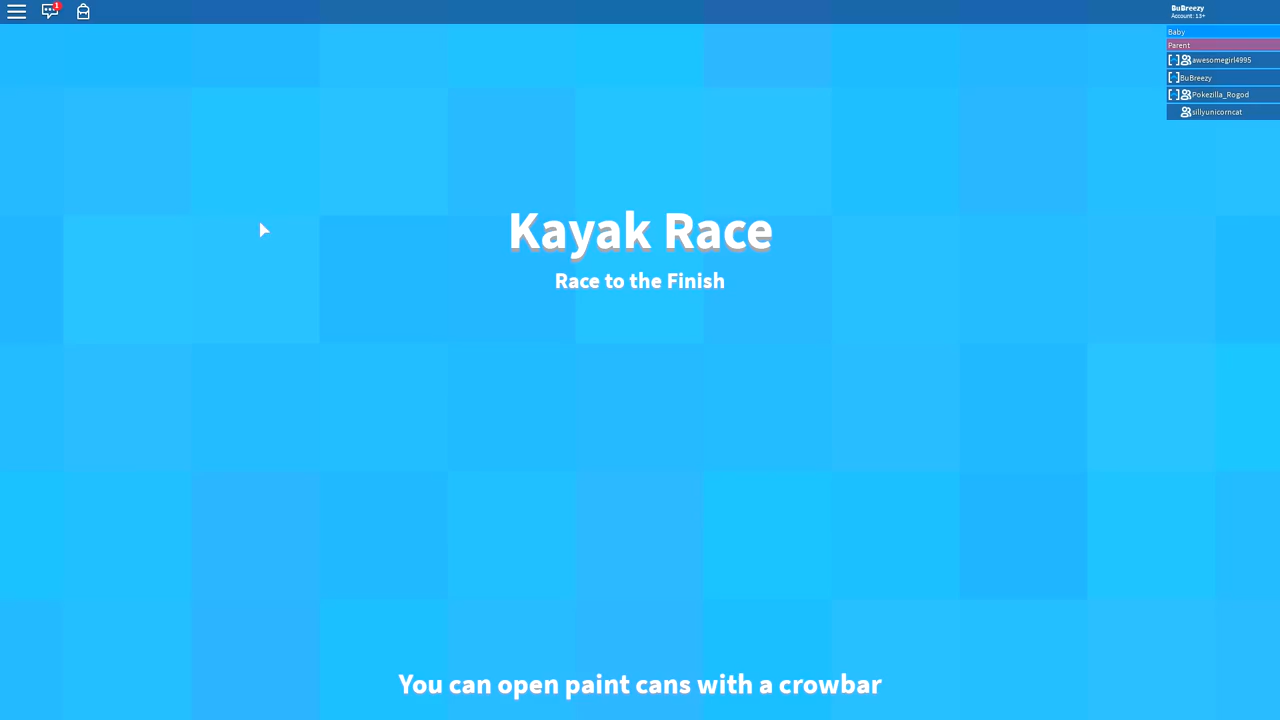 1
BuBreezy
Account: 13+
Baby
Parent
awesomegirl4995
BuBreezy
Pokezilla_Rogod
sillyunicorncat
Kayak Race
Race to the Finish
You can open paint cans with a crowbar